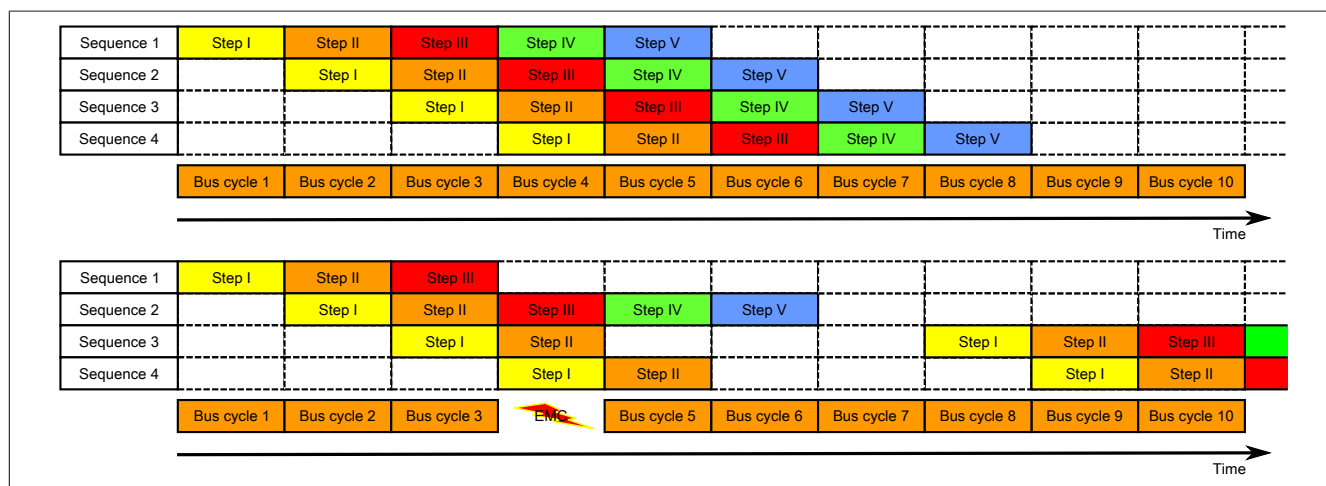 Sequence 1 Step I Step II Step III Step IV Step V
Sequence 2 Step I Step II Step III Step IV Step V
Sequence 3 Step I Step II Step III Step IV Step V
Sequence 4 Step I Step II Step III Step IV Step V
Bus cycle 1 Bus cycle 2 Bus cycle 3 Bus cycle 4 Bus cycle 5 Bus cycle 6 Bus cycle 7 Bus cycle 8 Bus cycle 9 Bus cycle 10
Time
Sequence 1 Step I Step II Step III
Sequence 2 Step I Step II Step III Step IV Step V
Sequence 3 Step I Step II Step I Step II Step III
Sequence 4 Step I Step II Step I Step II
Bus cycle 1 Bus cycle 2 Bus cycle 3 EMC Bus cycle 5 Bus cycle 6 Bus cycle 7 Bus cycle 8 Bus cycle 9 Bus cycle 10
Time